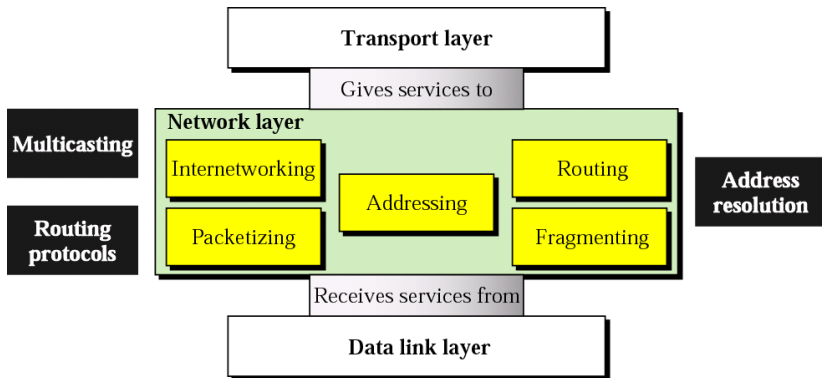 Transport layer
Gives services to
Multicasting
Network layer
Internetworking
Routing
Addressing
Address
resolution
Routing
protocols
Packetizing
Fragmenting
Receives services from
Data link layer